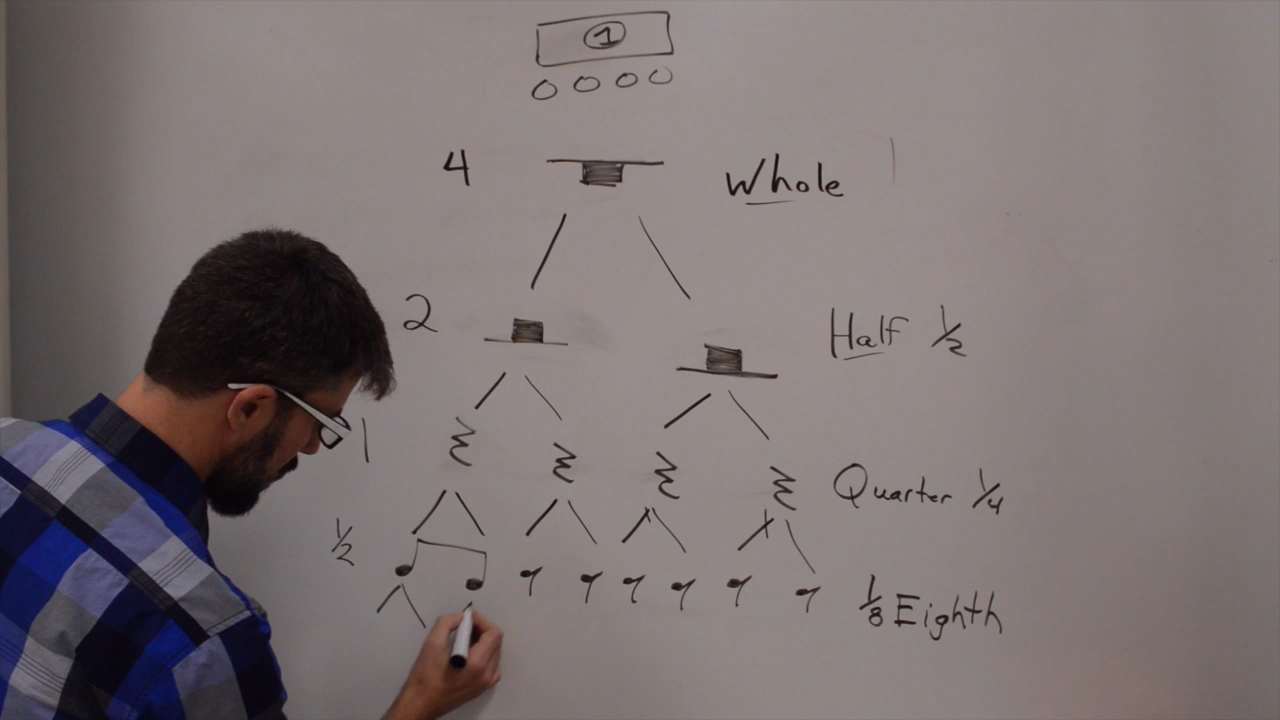 1
4 Whole
2 Half 1/2
1 Quarter 1/4
1/2
1/8 Eighth